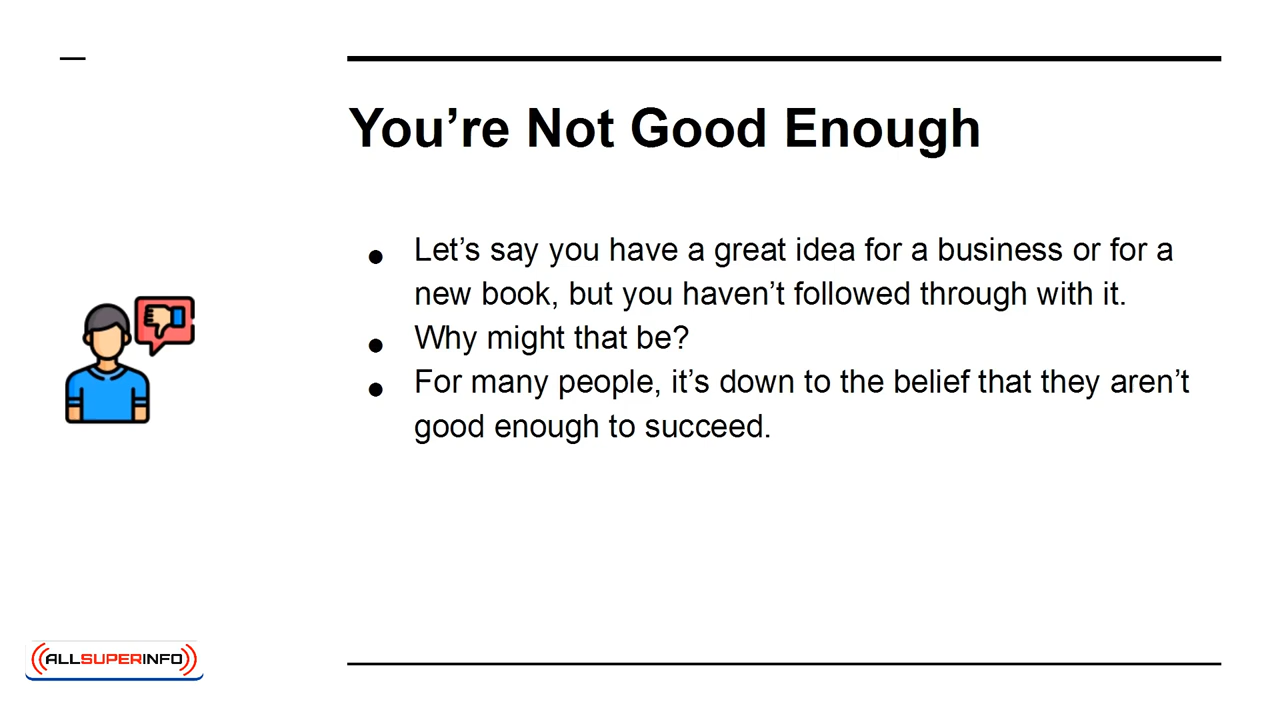 You’re Not Good Enough
● Let’s say you have a great idea for a business or for a
new book, but you haven’t followed through with it.
● Why might that be?
● For many people, it’s down to the belief that they aren’t
good enough to succeed.
ALLSUPERINFO